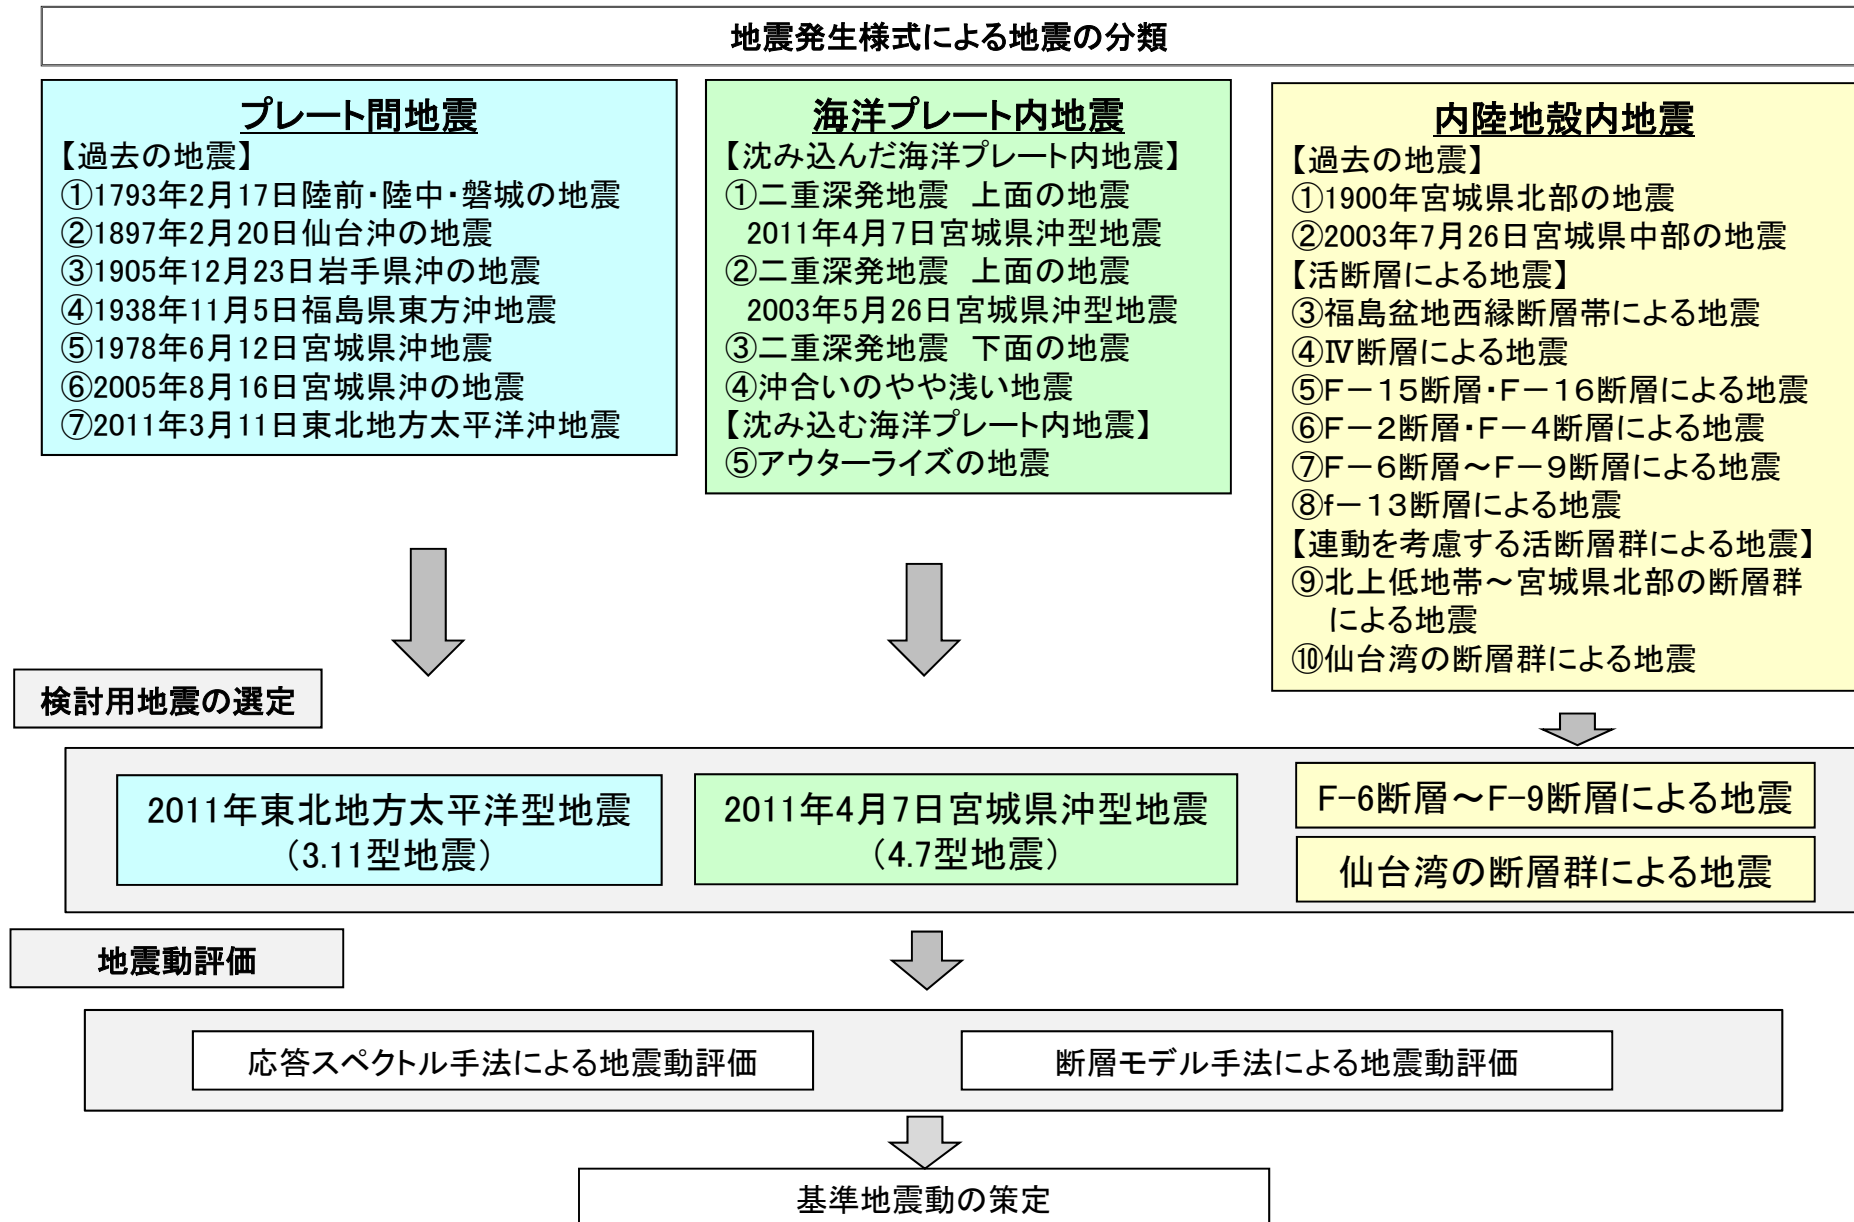 地震発生様式による地震の分類
プレート間地震
【過去の地震】
①1793年2月17日陸前・陸中・磐城の地震
②1897年2月20日仙台沖の地震
③1905年12月23日岩手県沖の地震
④1938年11月5日福島県東方沖地震
⑤1978年6月12日宮城県沖地震
⑥2005年8月16日宮城県沖の地震
⑦2011年3月11日東北地方太平洋沖地震
海洋プレート内地震
【沈み込んだ海洋プレート内地震】
①二重深発地震 上面の地震
2011年4月7日宮城県沖型地震
②二重深発地震 上面の地震
2003年5月26日宮城県沖型地震
③二重深発地震 下面の地震
④沖合いのやや浅い地震
【沈み込む海洋プレート内地震】
⑤アウターライズの地震
内陸地殻内地震
【過去の地震】
①1900年宮城県北部の地震
②2003年7月26日宮城県中部の地震
【活断層による地震】
③福島盆地西縁断層帯による地震
④Ⅳ断層による地震
⑤F－15断層・F－16断層による地震
⑥F－2断層・F－4断層による地震
⑦F－6断層～F－9断層による地震
⑧f－13断層による地震
【連動を考慮する活断層群による地震】
⑨北上低地帯～宮城県北部の断層群
による地震
⑩仙台湾の断層群による地震
検討用地震の選定
2011年東北地方太平洋型地震
（3.11型地震）
2011年4月7日宮城県沖型地震
（4.7型地震）
F-6断層～F-9断層による地震
仙台湾の断層群による地震
地震動評価
応答スペクトル手法による地震動評価
断層モデル手法による地震動評価
基準地震動の策定